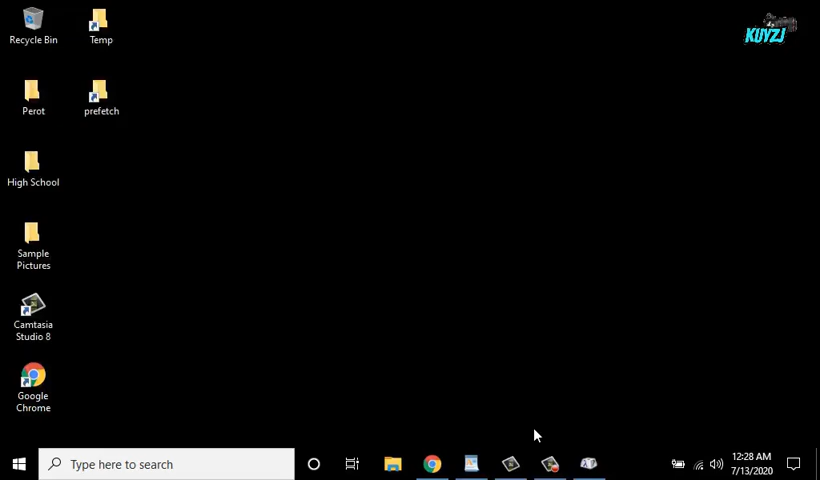 Recycle Bin
Temp
KUYZJ
Perot
prefetch
High School
Sample
Pictures
Camtasia
Studio 8
Google
Chrome
Type here to search
12:28 AM
7/13/2020